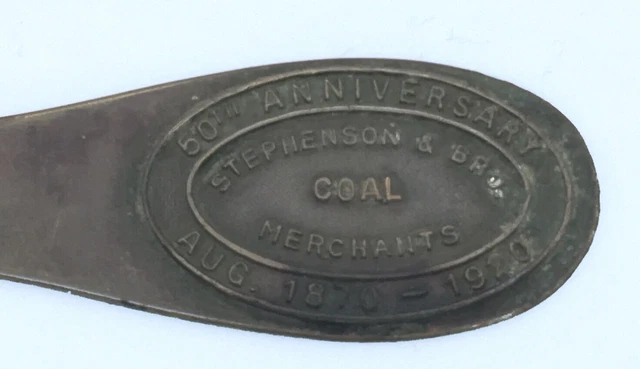 50TH ANNIVERSARY
STEPHENSON & BRO.
COAL
MERCHANTS
AUG. 1870 - 1920